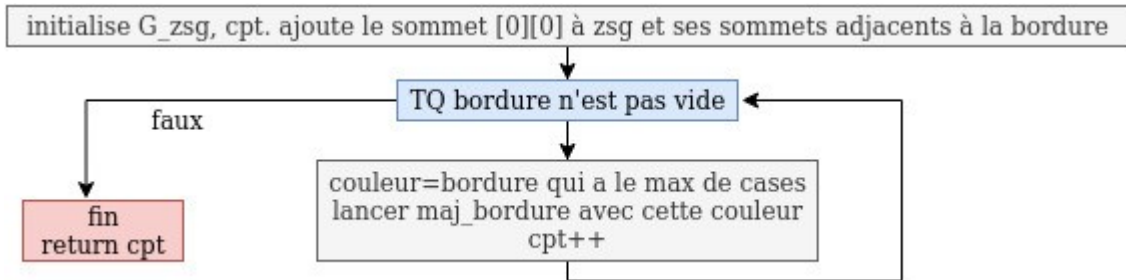 initialise G_zsg, cpt. ajoute le sommet [0][0] à zsg et ses sommets adjacents à la bordure
TQ bordure n'est pas vide
faux
couleur=bordure qui a le max de cases
lancer maj_bordure avec cette couleur
cpt++
fin
return cpt